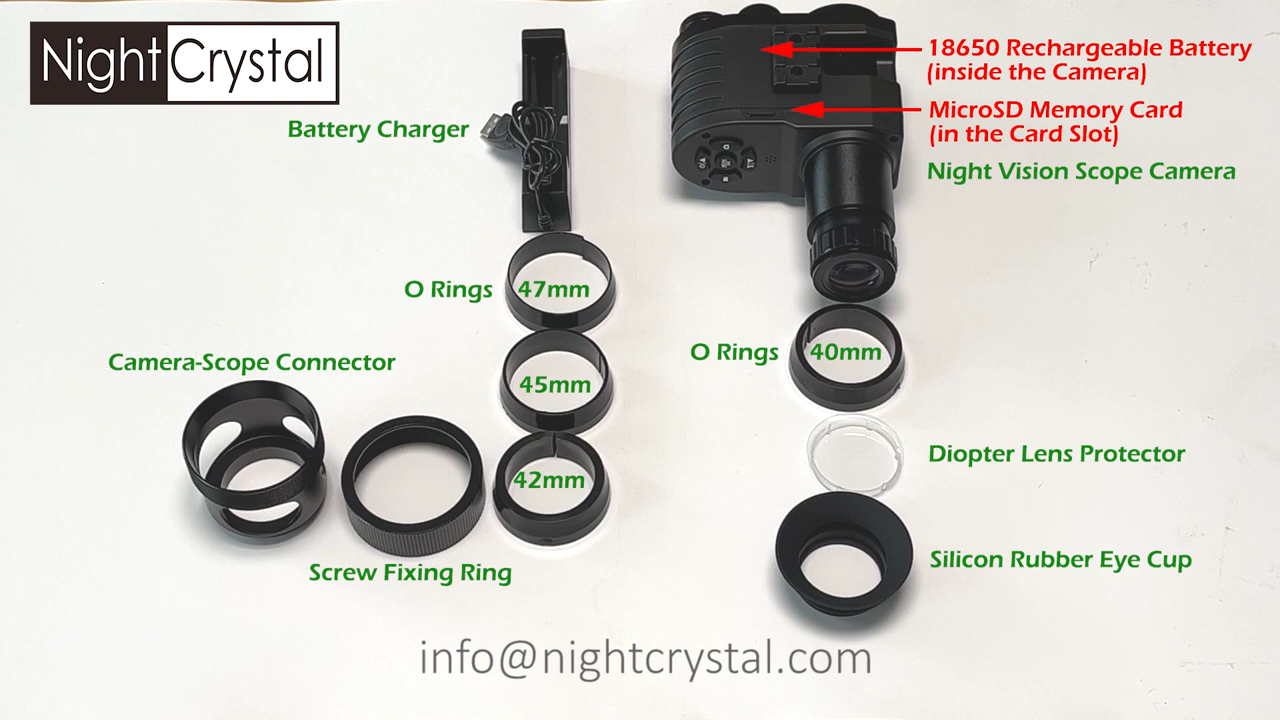 NightCrystal
18650 Rechargeable Battery
(inside the Camera)
MicroSD Memory Card
(in the Card Slot)
Battery Charger
Night Vision Scope Camera
O Rings
47mm
O Rings
40mm
Camera-Scope Connector
45mm
42mm
Diopter Lens Protector
Silicon Rubber Eye Cup
Screw Fixing Ring
info@nightcrystal.com